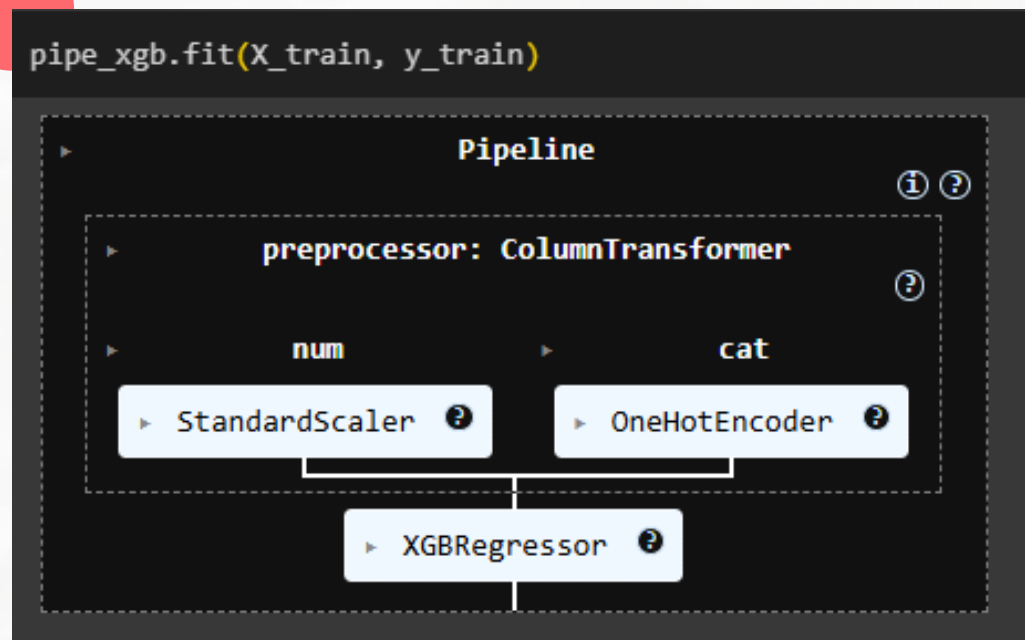 pipe_xgb.fit(X_train, y_train)
Pipeline
i ?
preprocessor: ColumnTransformer
?
num cat
StandardScaler ? OneHotEncoder ?
XGBRegressor ?